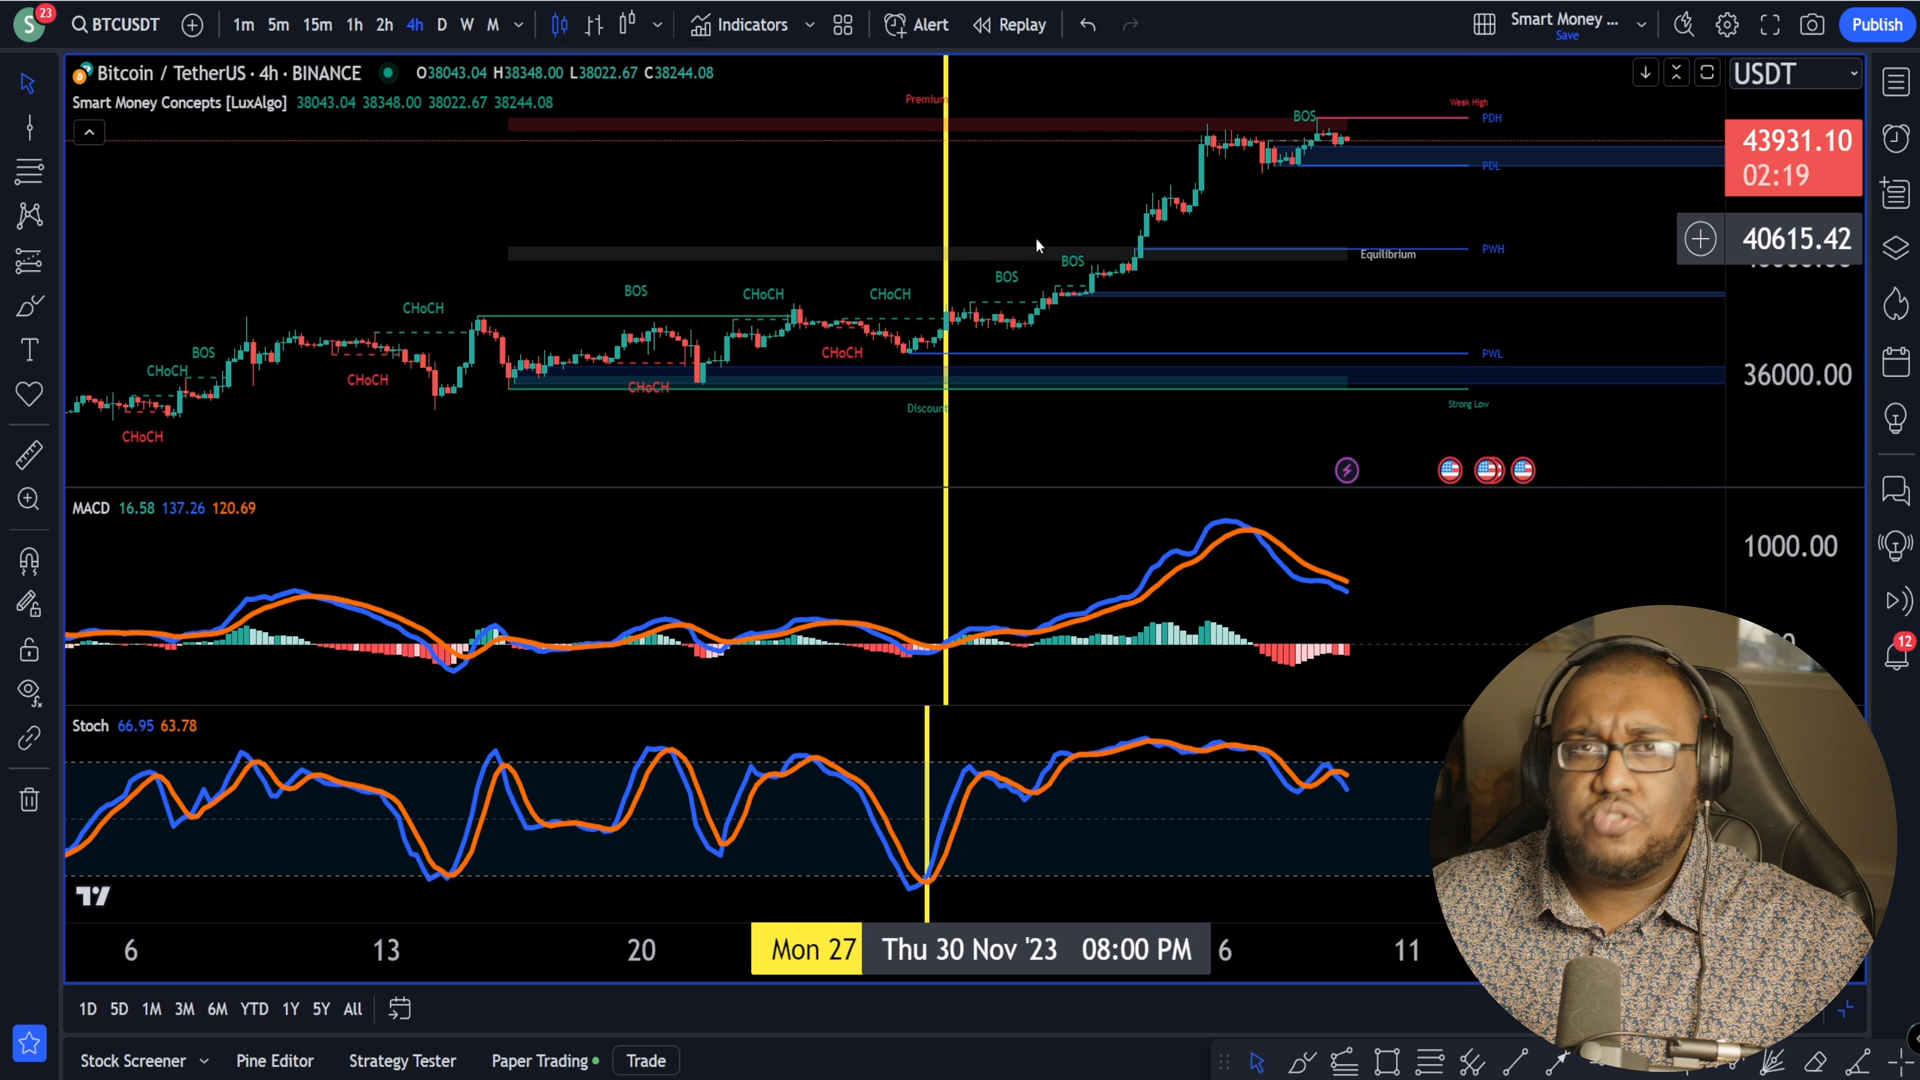 S 23 BTCUSDT 1m 5m 15m 1h 2h 4h D W M Indicators Alert Replay Smart Money ... Save Publish
Bitcoin / TetherUS · 4h · BINANCE O38043.04 H38348.00 L38022.67 C38244.08 USDT
Smart Money Concepts [LuxAlgo] 38043.04 38348.00 38022.67 38244.08
Premium
Weak High
BOS
PDH
43931.10
02:19
PDL
40615.42
PWH
Equilibrium
BOS
BOS
BOS
CHoCH
CHoCH
CHoCH
BOS
CHoCH
PWL
CHoCH
CHoCH
CHoCH
36000.00
Discount
Strong Low
CHoCH
MACD 16.58 137.26 120.69
1000.00
12
Stoch 66.95 63.78
6 13 20 Mon 27 Thu 30 Nov '23 08:00 PM 6 11
1D 5D 1M 3M 6M YTD 1Y 5Y All
Stock Screener Pine Editor Strategy Tester Paper Trading Trade